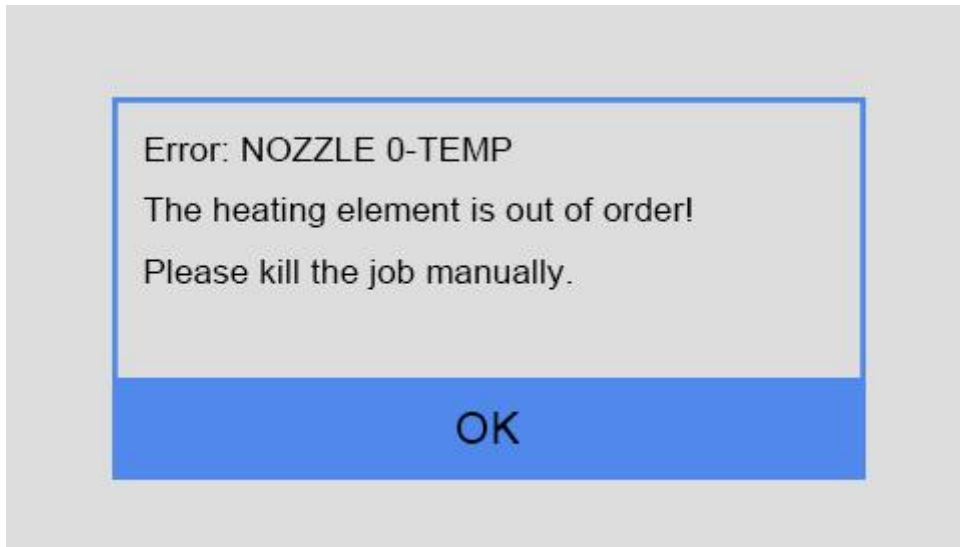 Error: NOZZLE 0-TEMP
The heating element is out of order!
Please kill the job manually.
OK